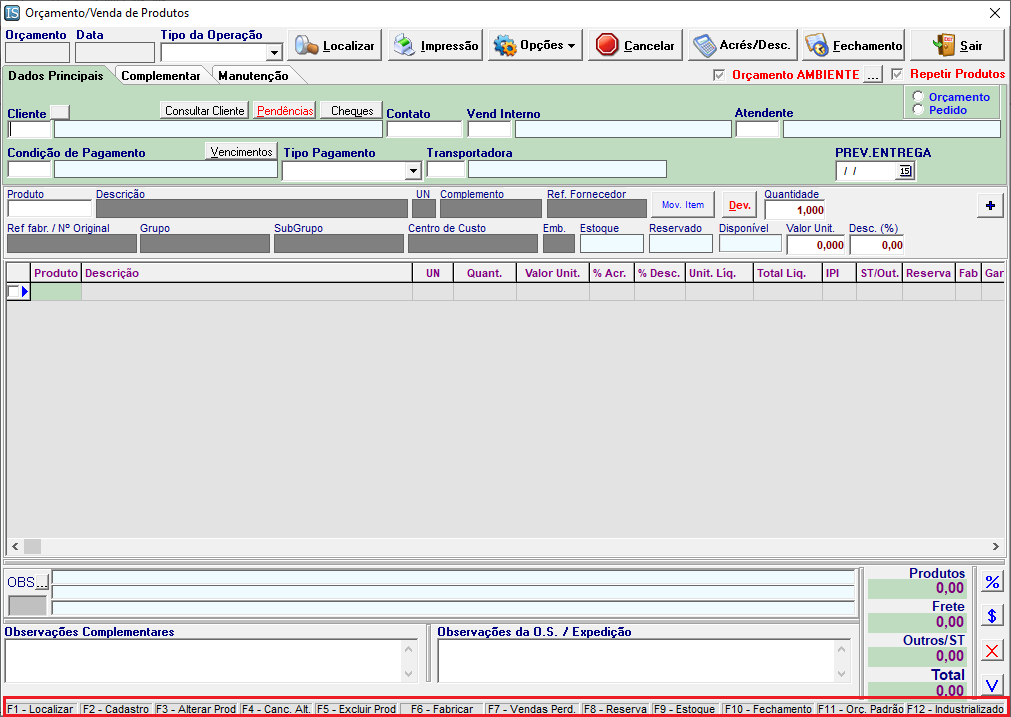 IS Orçamento/Venda de Produtos
Orçamento Data Tipo da Operação
Localizar Impressão Opções Cancelar Acrés/Desc. Fechamento Sair
Dados Principais Complementar Manutenção Orçamento AMBIENTE ... Repetir Produtos
Cliente Consultar Cliente Pendências Cheques Contato Vend Interno Atendente
Orçamento
Pedido
Condição de Pagamento Vencimentos Tipo Pagamento Transportadora PREV.ENTREGA
/ / 15
Produto Descrição UN Complemento Ref. Fornecedor Mov. Item Dev. Quantidade
1,000 +
Ref fabr. / Nº Original Grupo SubGrupo Centro de Custo Emb. Estoque Reservado Disponível Valor Unit. Desc. (%)
0,000 0,00
Produto Descrição UN Quant. Valor Unit. % Acr. % Desc. Unit. Líq. Total Liq. IPI ST/Out. Reserva Fab Gar
OBS...
Produtos
0,00 %
Frete
0,00 $
Outros/ST
0,00 X
Total
0,00 V
Observações Complementares Observações da O.S. / Expedição
F1 - Localizar F2 - Cadastro F3 - Alterar Prod F4 - Canc. Alt. F5 - Excluir Prod F6 - Fabricar F7 - Vendas Perd. F8 - Reserva F9 - Estoque F10 - Fechamento F11 - Orç. Padrão F12 - Industrializado